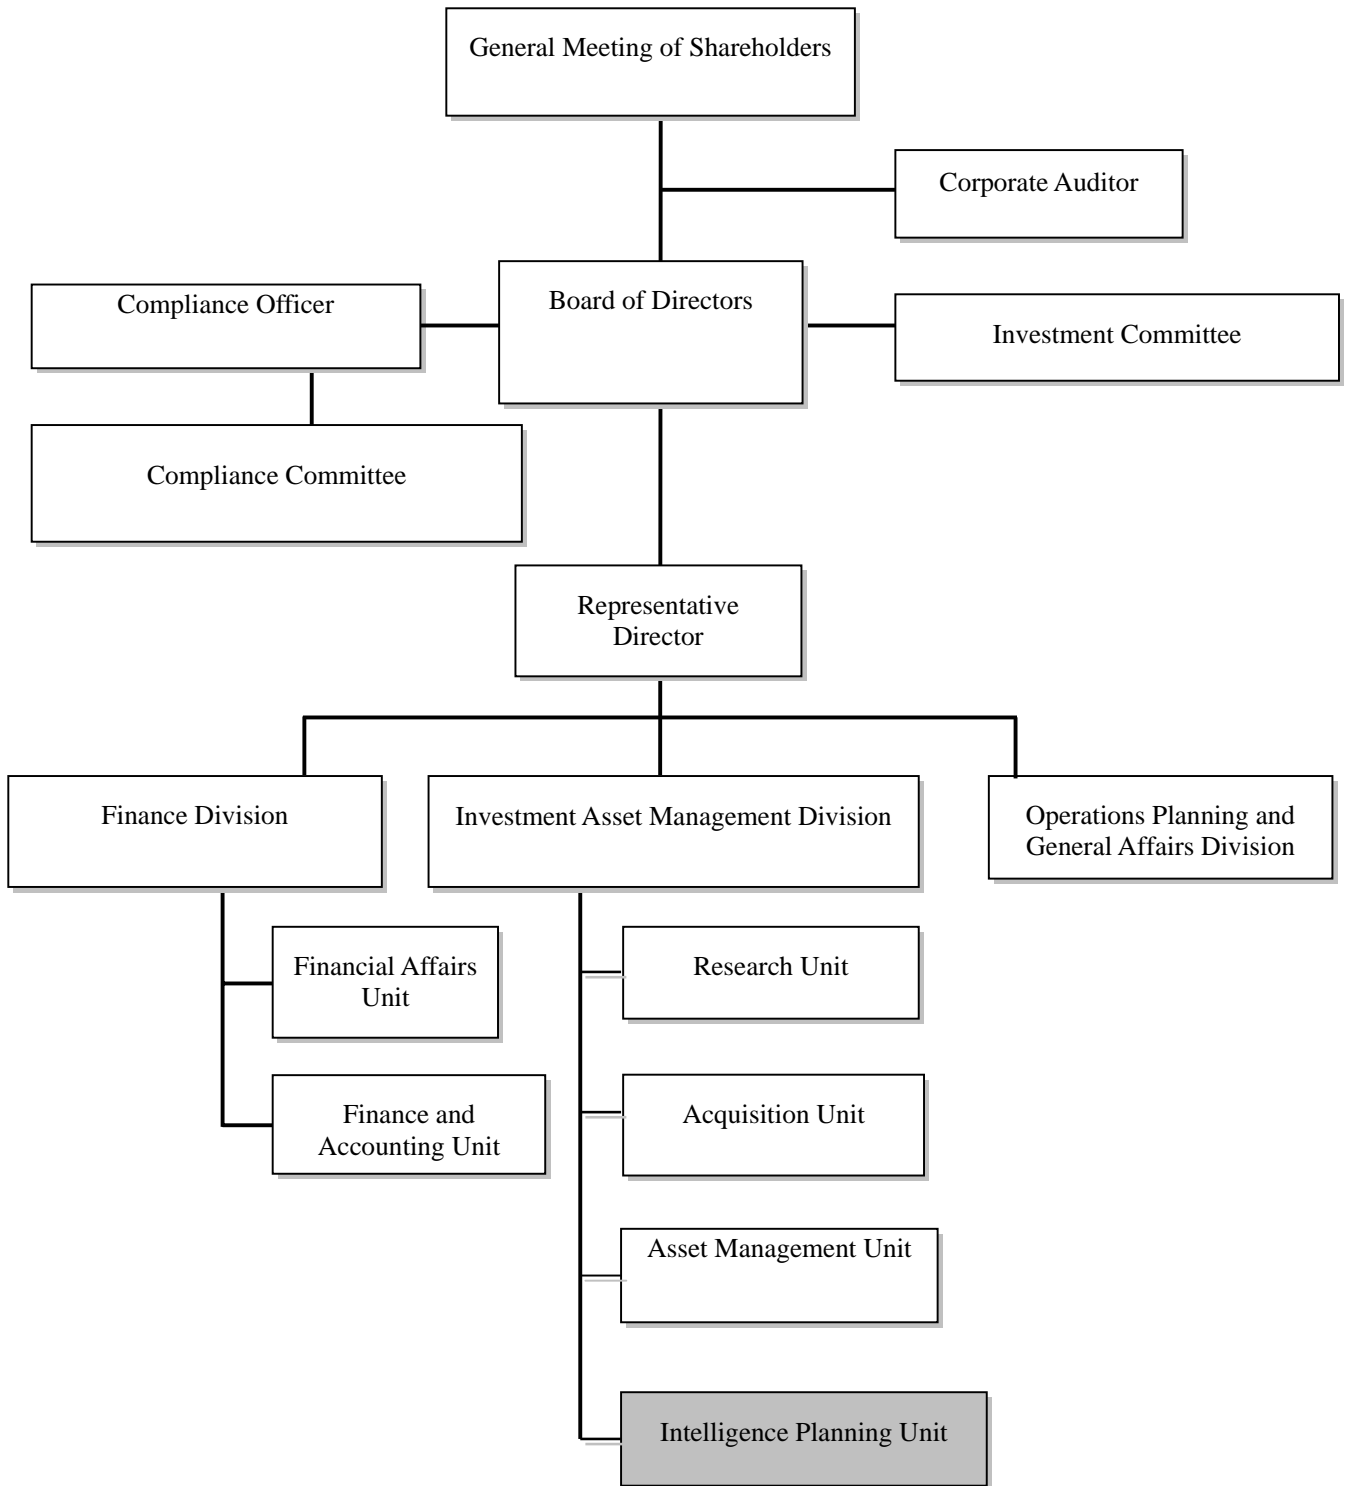 General Meeting of Shareholders
Corporate Auditor
Board of Directors
Compliance Officer
Investment Committee
Compliance Committee
Representative
Director
Finance Division
Investment Asset Management Division
Operations Planning and
General Affairs Division
Financial Affairs
Unit
Research Unit
Finance and
Accounting Unit
Acquisition Unit
Asset Management Unit
Intelligence Planning Unit